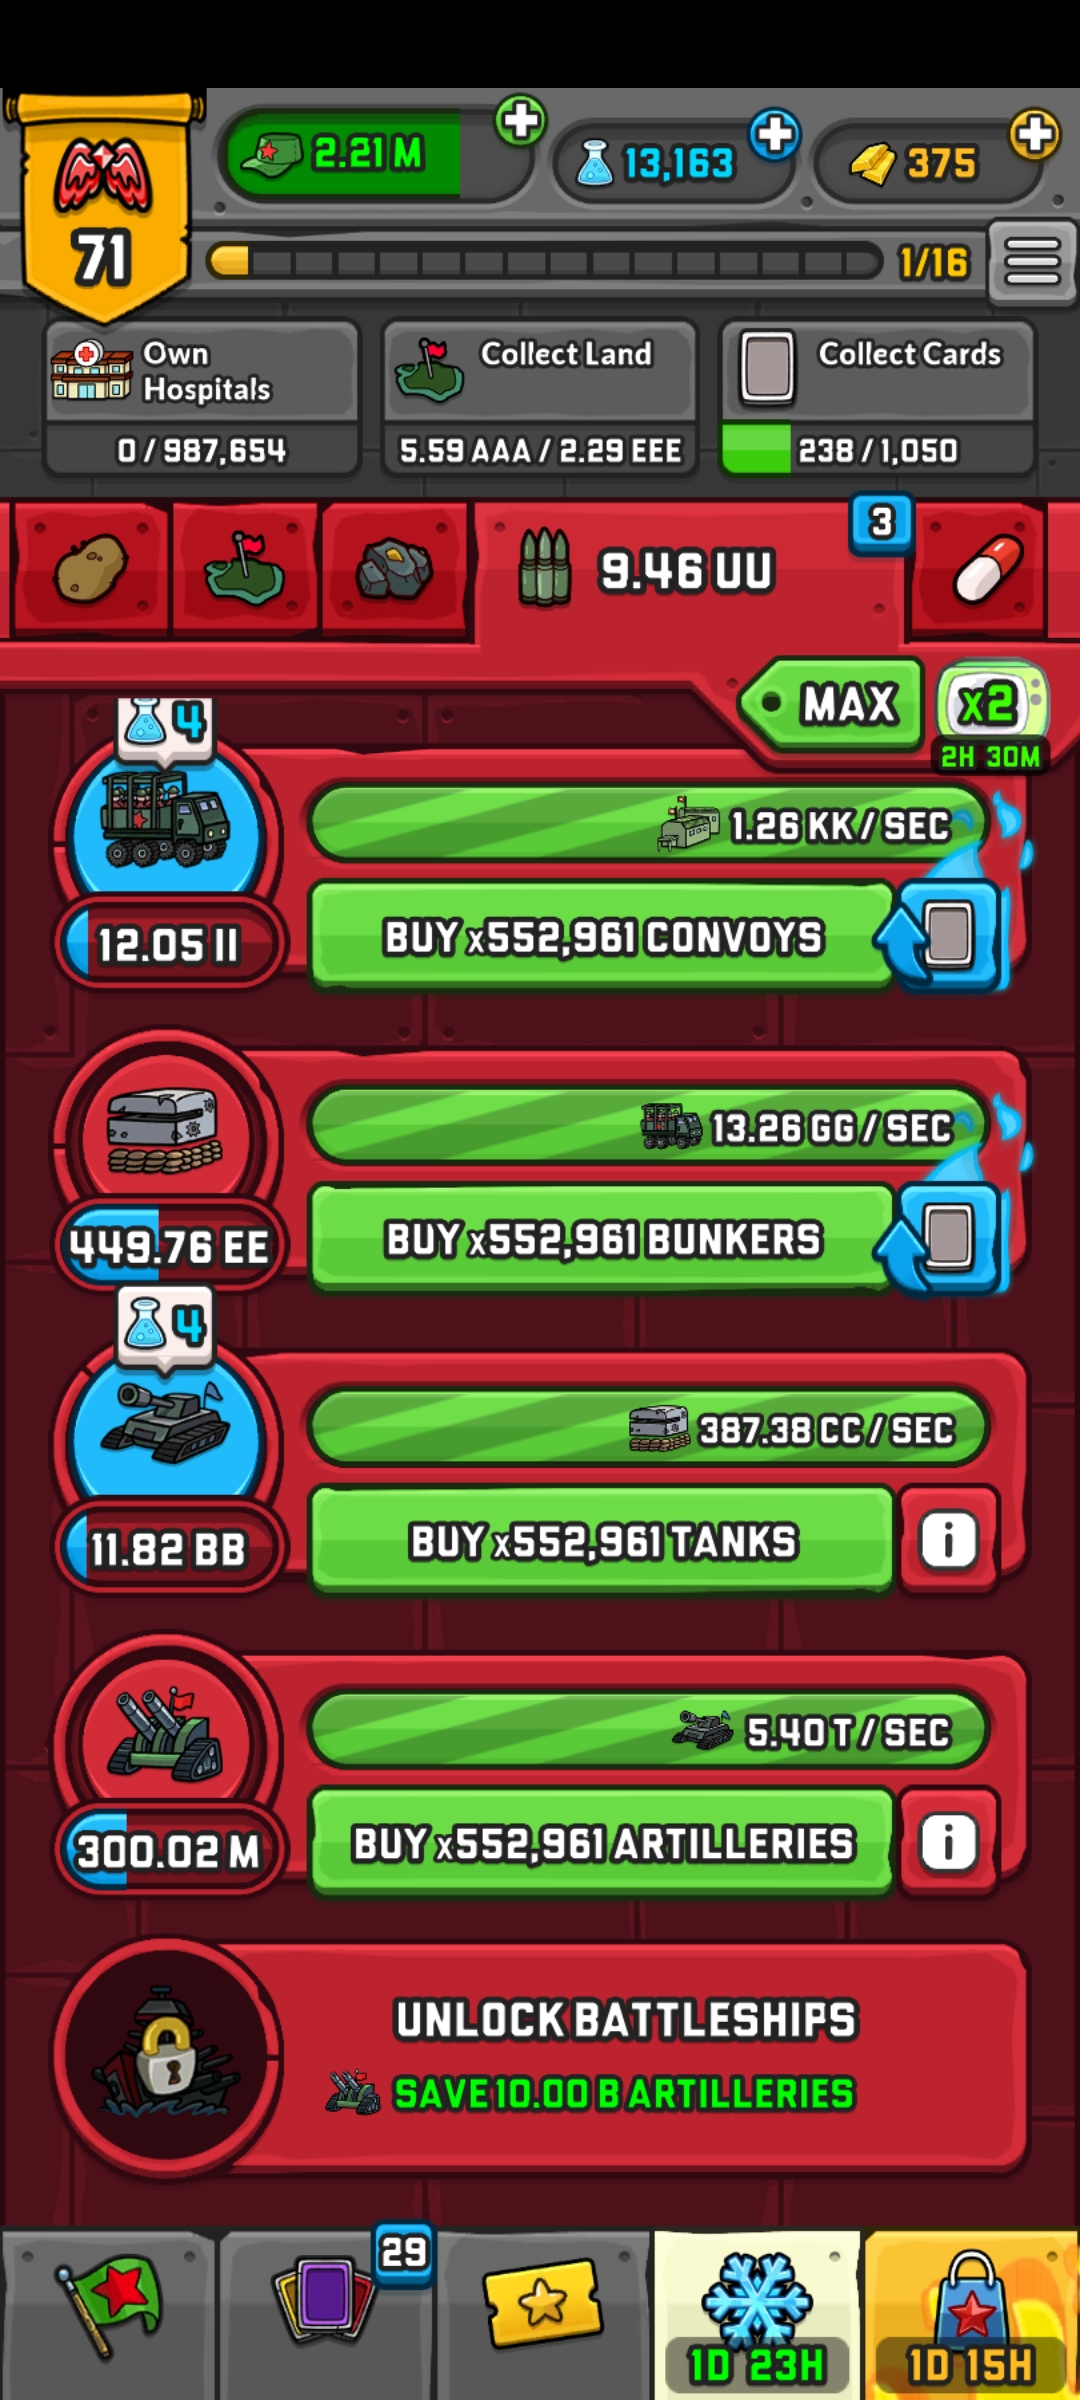 2.21 M
13,163
375
71
1/16
Own
Hospitals
0 / 987,654
Collect Land
5.59 AAA / 2.29 EEE
Collect Cards
238 / 1,050
9.46 UU
3
MAX
x2
2H 30M
4
1.26 KK / SEC
12.05 II
BUY x552,961 CONVOYS
13.26 GG / SEC
449.76 EE
BUY x552,961 BUNKERS
4
387.38 CC / SEC
11.82 BB
BUY x552,961 TANKS
i
5.40 T / SEC
300.02 M
BUY x552,961 ARTILLERIES
i
UNLOCK BATTLESHIPS
SAVE 10.00 B ARTILLERIES
29
1D 23H
1D 15H